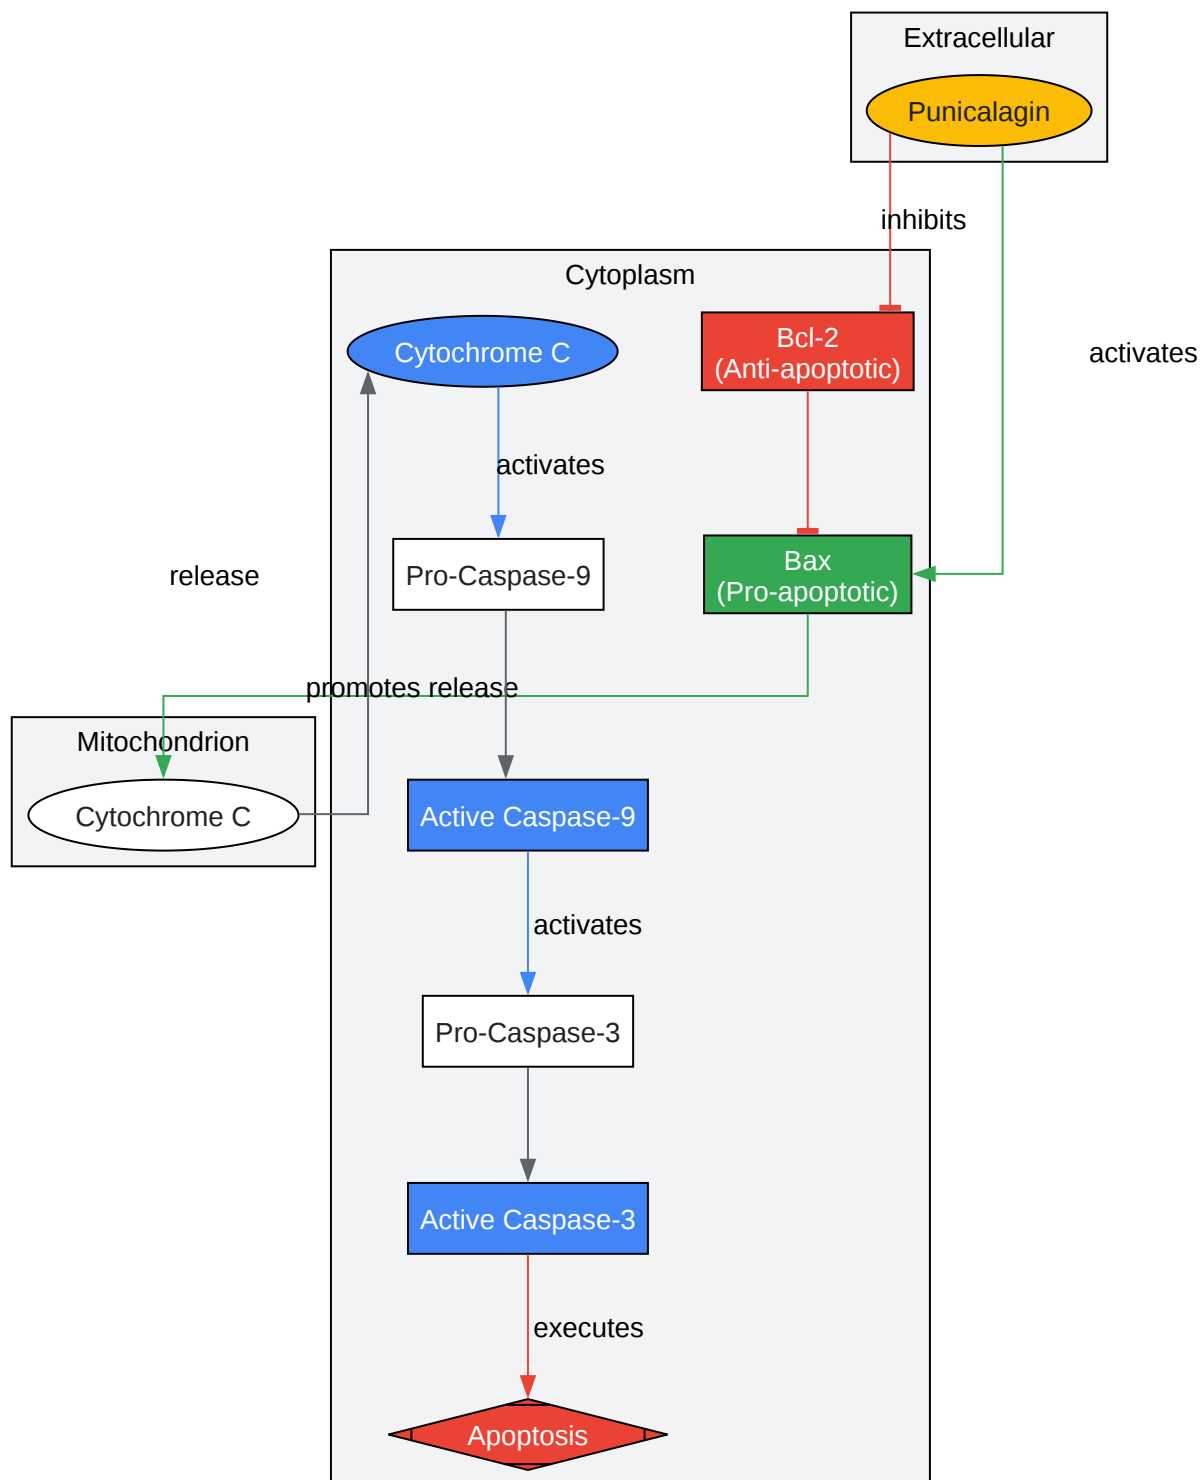 Extracellular
Punicalagin
inhibits
Cytoplasm
Cytochrome C
Bcl-2
(Anti-apoptotic)
activates
activates
release
Pro-Caspase-9
Bax
(Pro-apoptotic)
promotes release
Mitochondrion
Cytochrome C
Active Caspase-9
activates
Pro-Caspase-3
Active Caspase-3
executes
Apoptosis